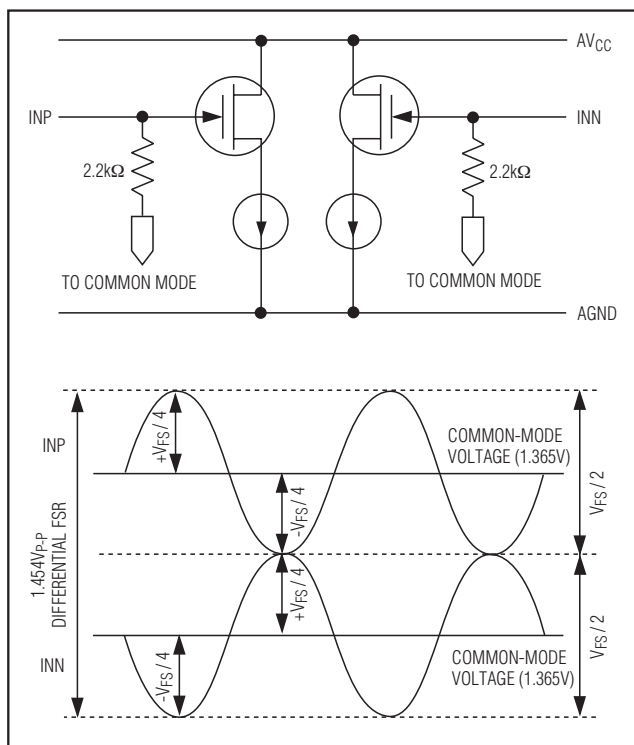 AVCC
INP
INN
2.2kΩ
2.2kΩ
TO COMMON MODE
TO COMMON MODE
AGND
INP
+VFS / 4
COMMON-MODE
VOLTAGE (1.365V)
VFS / 2
-VFS / 4
1.454VP-P
DIFFERENTIAL FSR
+VFS / 4
VFS / 2
INN
-VFS / 4
COMMON-MODE
VOLTAGE (1.365V)